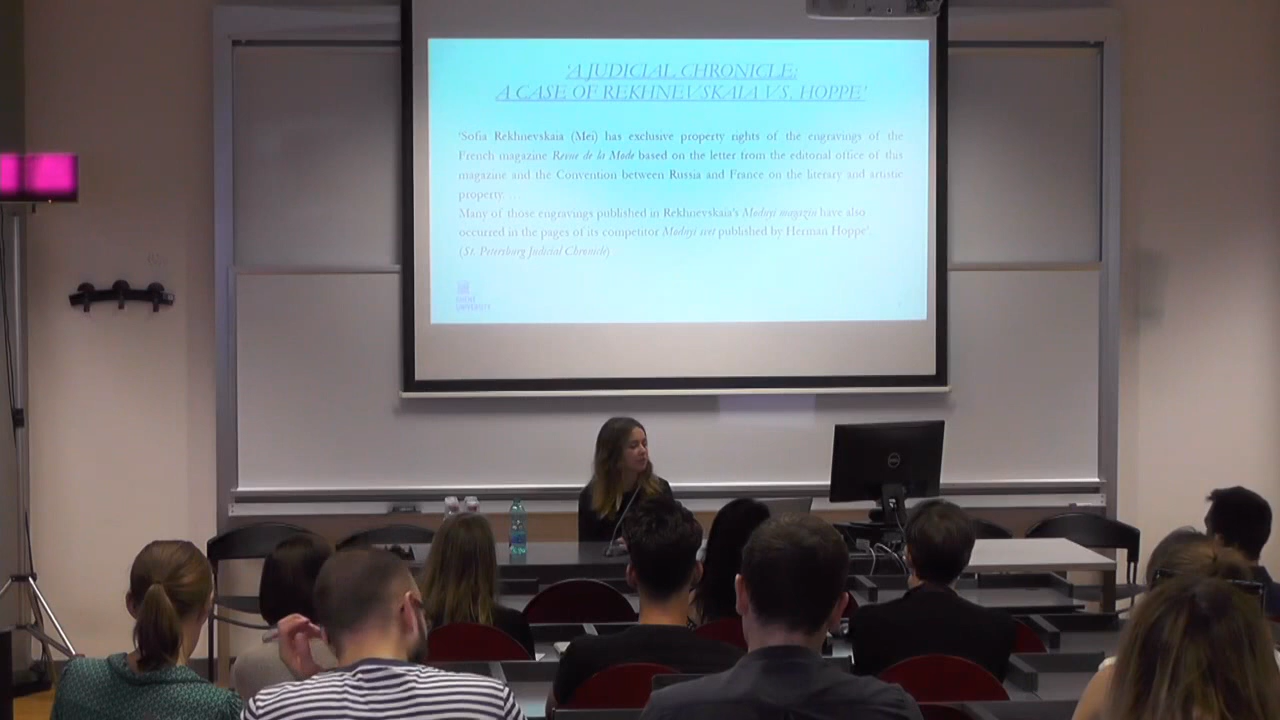 'A JUDICIAL CHRONICLE:
A CASE OF REKHNEVSKAIA VS. HOPPE'
'Sofia Rekhnevskaia (Mei) has exclusive property rights of the engravings of the
French magazine Revue de la Mode based on the letter from the editorial office of this
magazine and the Convention between Russia and France on the literary and artistic
property. …
Many of those engravings published in Rekhnevskaia's Modnyi magazin have also
occurred in the pages of its competitor Modnyi svet published by Herman Hoppe'.
(St. Petersburg Judicial Chronicle)
GHENT
UNIVERSITY
DELL